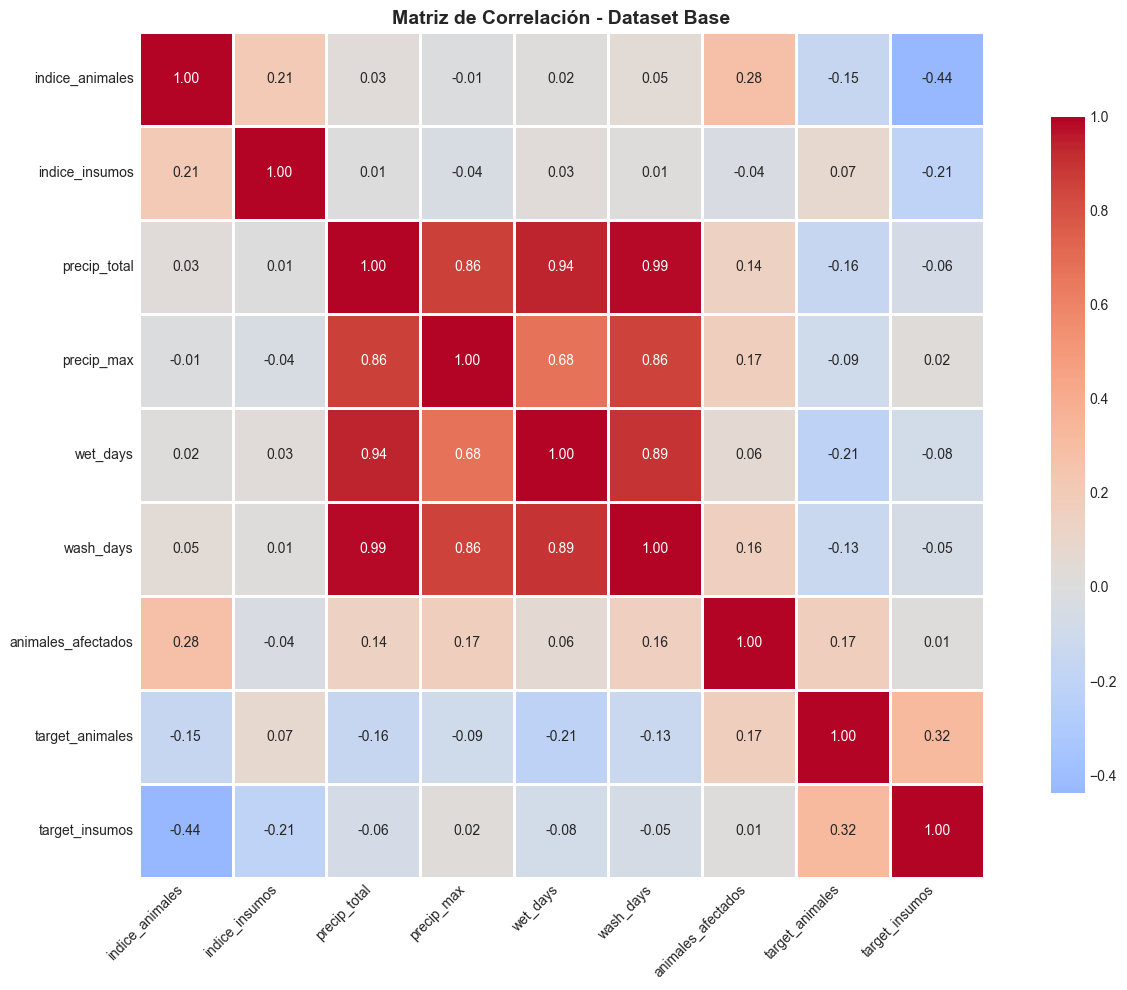 Matriz de Correlación - Dataset Base
indice_animales 1.00 0.21 0.03 -0.01 0.02 0.05 0.28 -0.15 -0.44
indice_insumos 0.21 1.00 0.01 -0.04 0.03 0.01 -0.04 0.07 -0.21
precip_total 0.03 0.01 1.00 0.86 0.94 0.99 0.14 -0.16 -0.06
precip_max -0.01 -0.04 0.86 1.00 0.68 0.86 0.17 -0.09 0.02
wet_days 0.02 0.03 0.94 0.68 1.00 0.89 0.06 -0.21 -0.08
wash_days 0.05 0.01 0.99 0.86 0.89 1.00 0.16 -0.13 -0.05
animales_afectados 0.28 -0.04 0.14 0.17 0.06 0.16 1.00 0.17 0.01
target_animales -0.15 0.07 -0.16 -0.09 -0.21 -0.13 0.17 1.00 0.32
target_insumos -0.44 -0.21 -0.06 0.02 -0.08 -0.05 0.01 0.32 1.00
indice_animales indice_insumos precip_total precip_max wet_days wash_days animales_afectados target_animales target_insumos
1.0
0.8
0.6
0.4
0.2
0.0
−0.2
−0.4